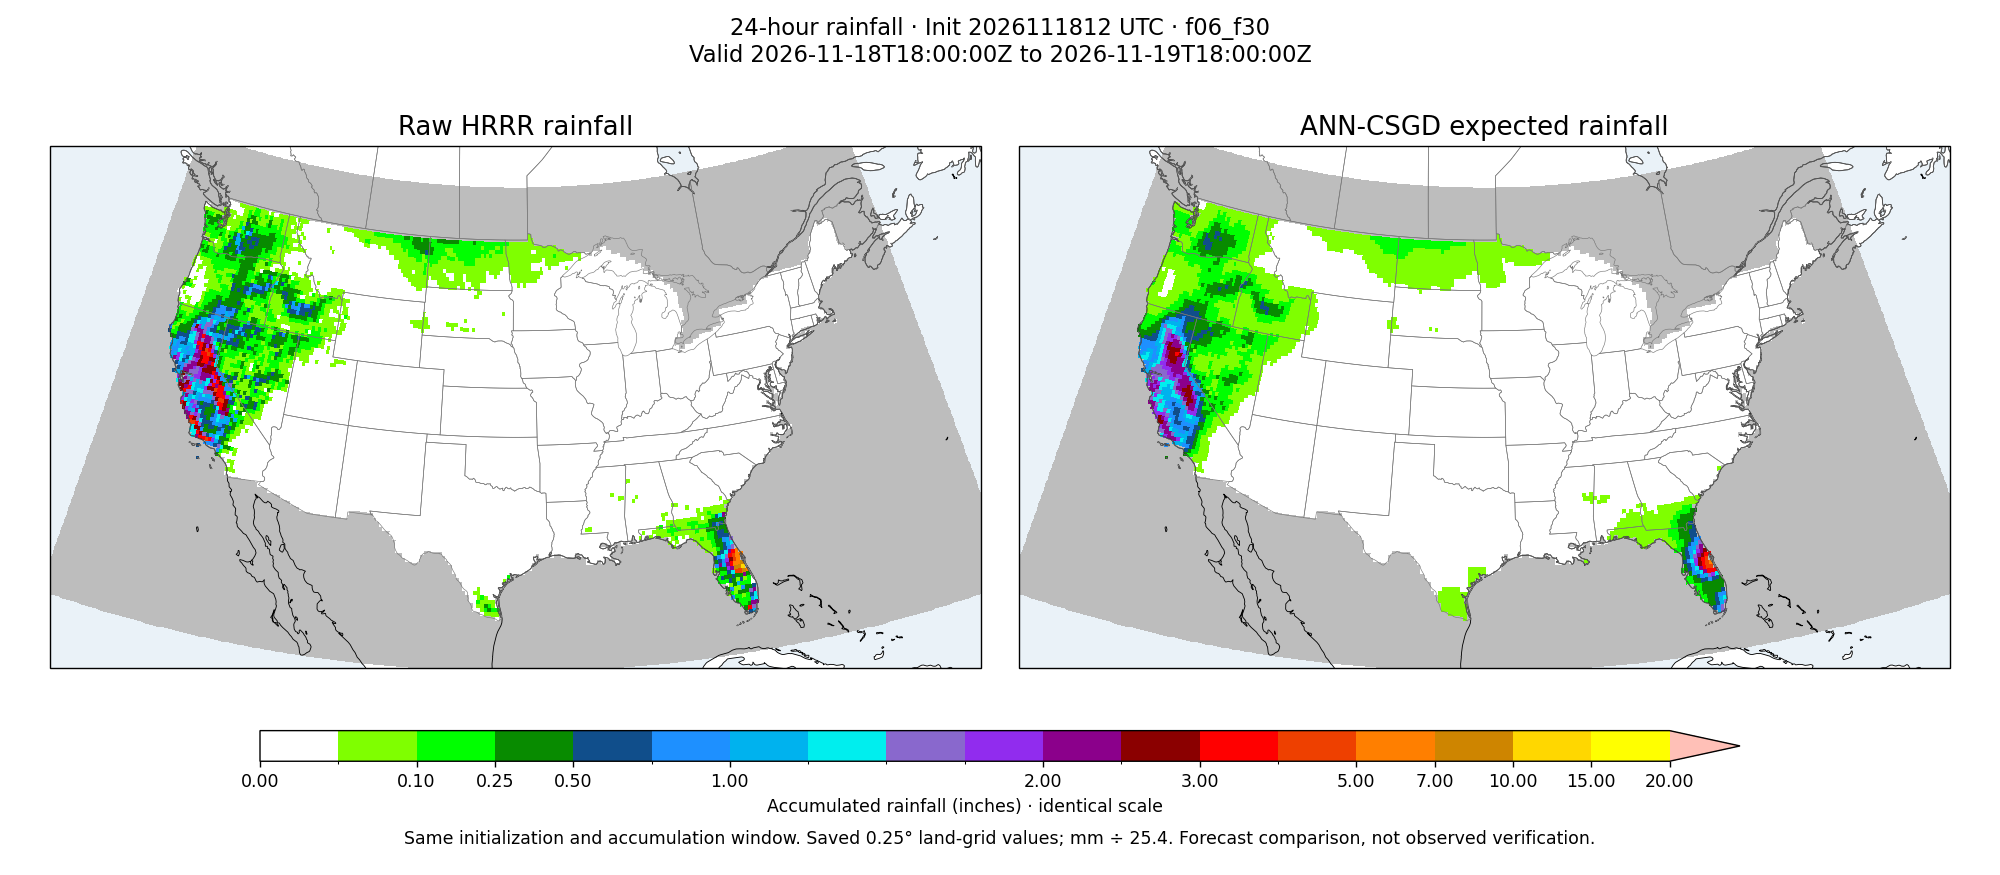 24-hour rainfall · Init 2026111812 UTC · f06_f30
Valid 2026-11-18T18:00:00Z to 2026-11-19T18:00:00Z
Raw HRRR rainfall
ANN-CSGD expected rainfall
0.00 0.10 0.25 0.50 1.00 2.00 3.00 5.00 7.00 10.00 15.00 20.00
Accumulated rainfall (inches) · identical scale
Same initialization and accumulation window. Saved 0.25° land-grid values; mm ÷ 25.4. Forecast comparison, not observed verification.